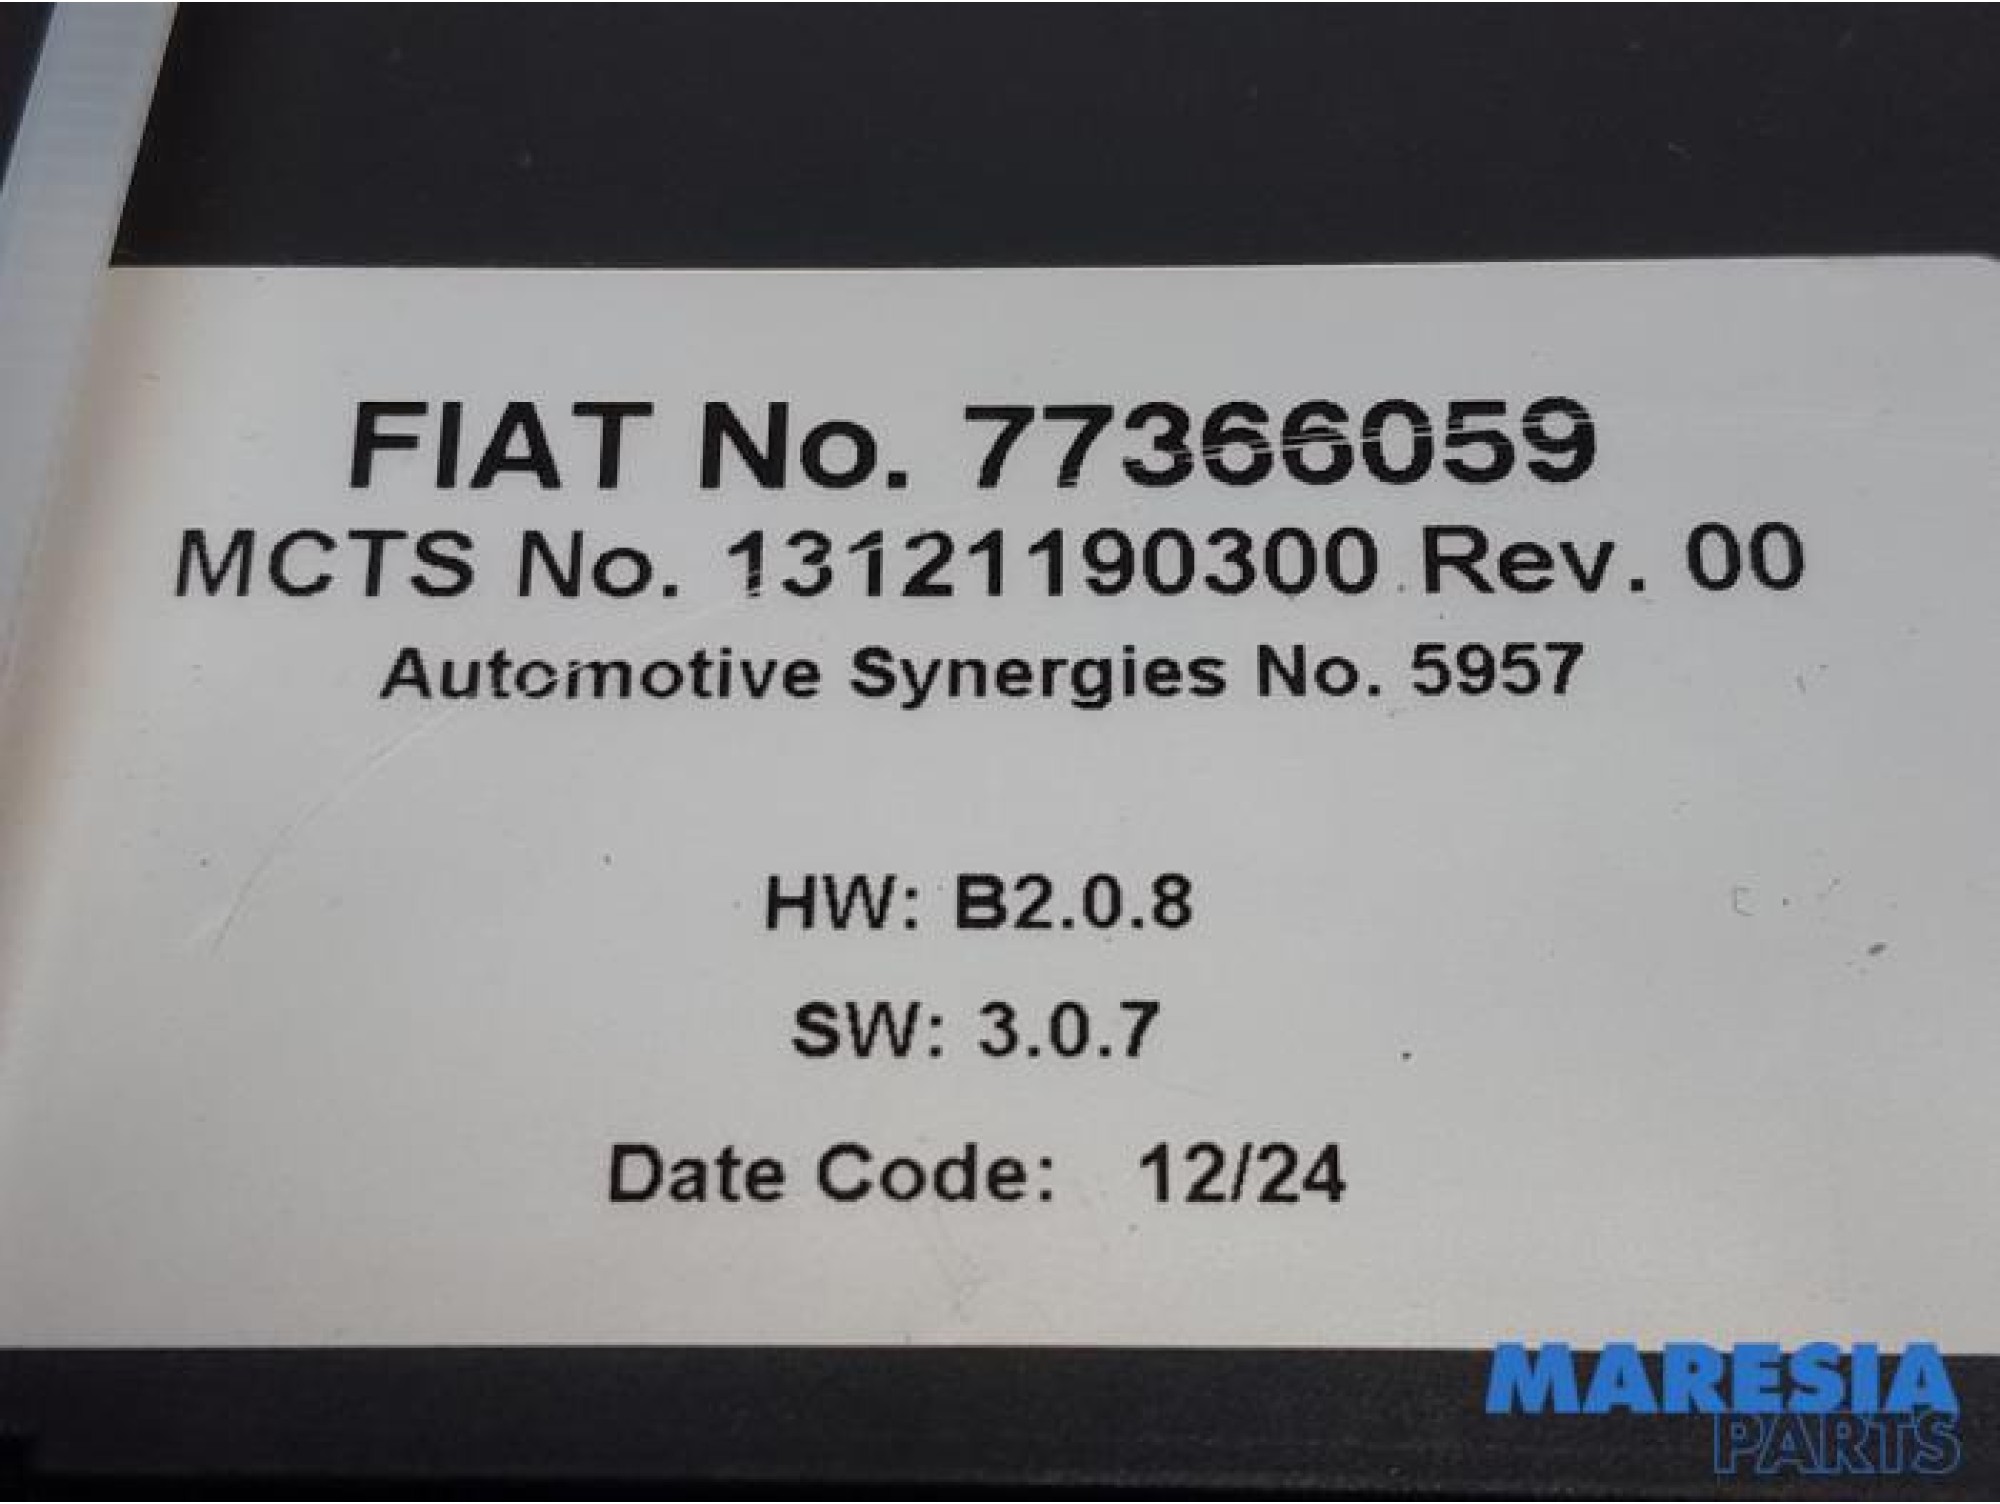 FIAT No. 77366059
MCTS No. 13121190300 Rev. 00
Automotive Synergies No. 5957
HW: B2.0.8
SW: 3.0.7
Date Code: 12/24
MARESIA
PARTS